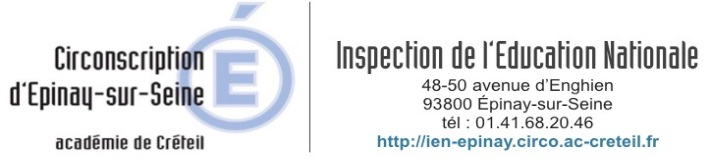 Circonscription
d'Epinay-sur-Seine
É
académie de Créteil
Inspection de l'Education Nationale
48-50 avenue d'Enghien
93800 Épinay-sur-Seine
tél : 01.41.68.20.46
http://ien-epinay.circo.ac-creteil.fr